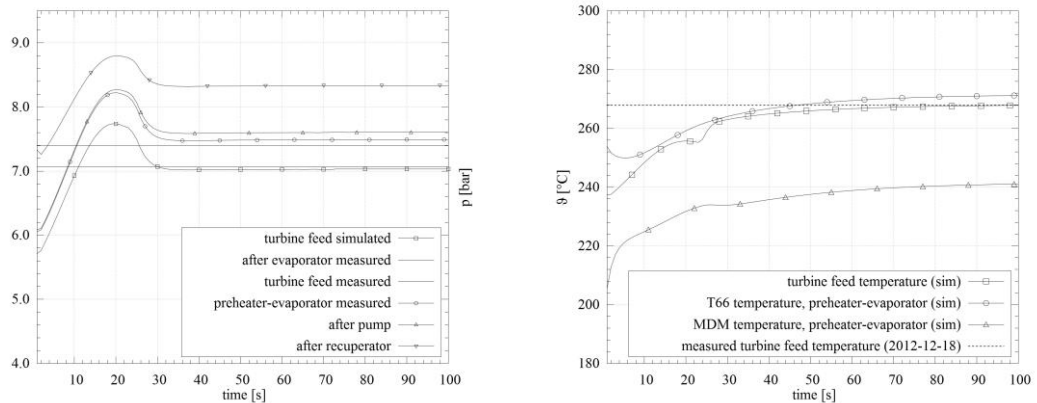 9.0
8.0
7.0
6.0
5.0
4.0
10
20
30
40
50
60
70
80
90
100
time [s]
p [bar]
turbine feed simulated
after evaporator measured
turbine feed measured
preheater-evaporator measured
after pump
after recuperator
280
260
240
220
200
180
10
20
30
40
50
60
70
80
90
100
time [s]
ϑ [°C]
turbine feed temperature (sim)
T66 temperature, preheater-evaporator (sim)
MDM temperature, preheater-evaporator (sim)
measured turbine feed temperature (2012-12-18)